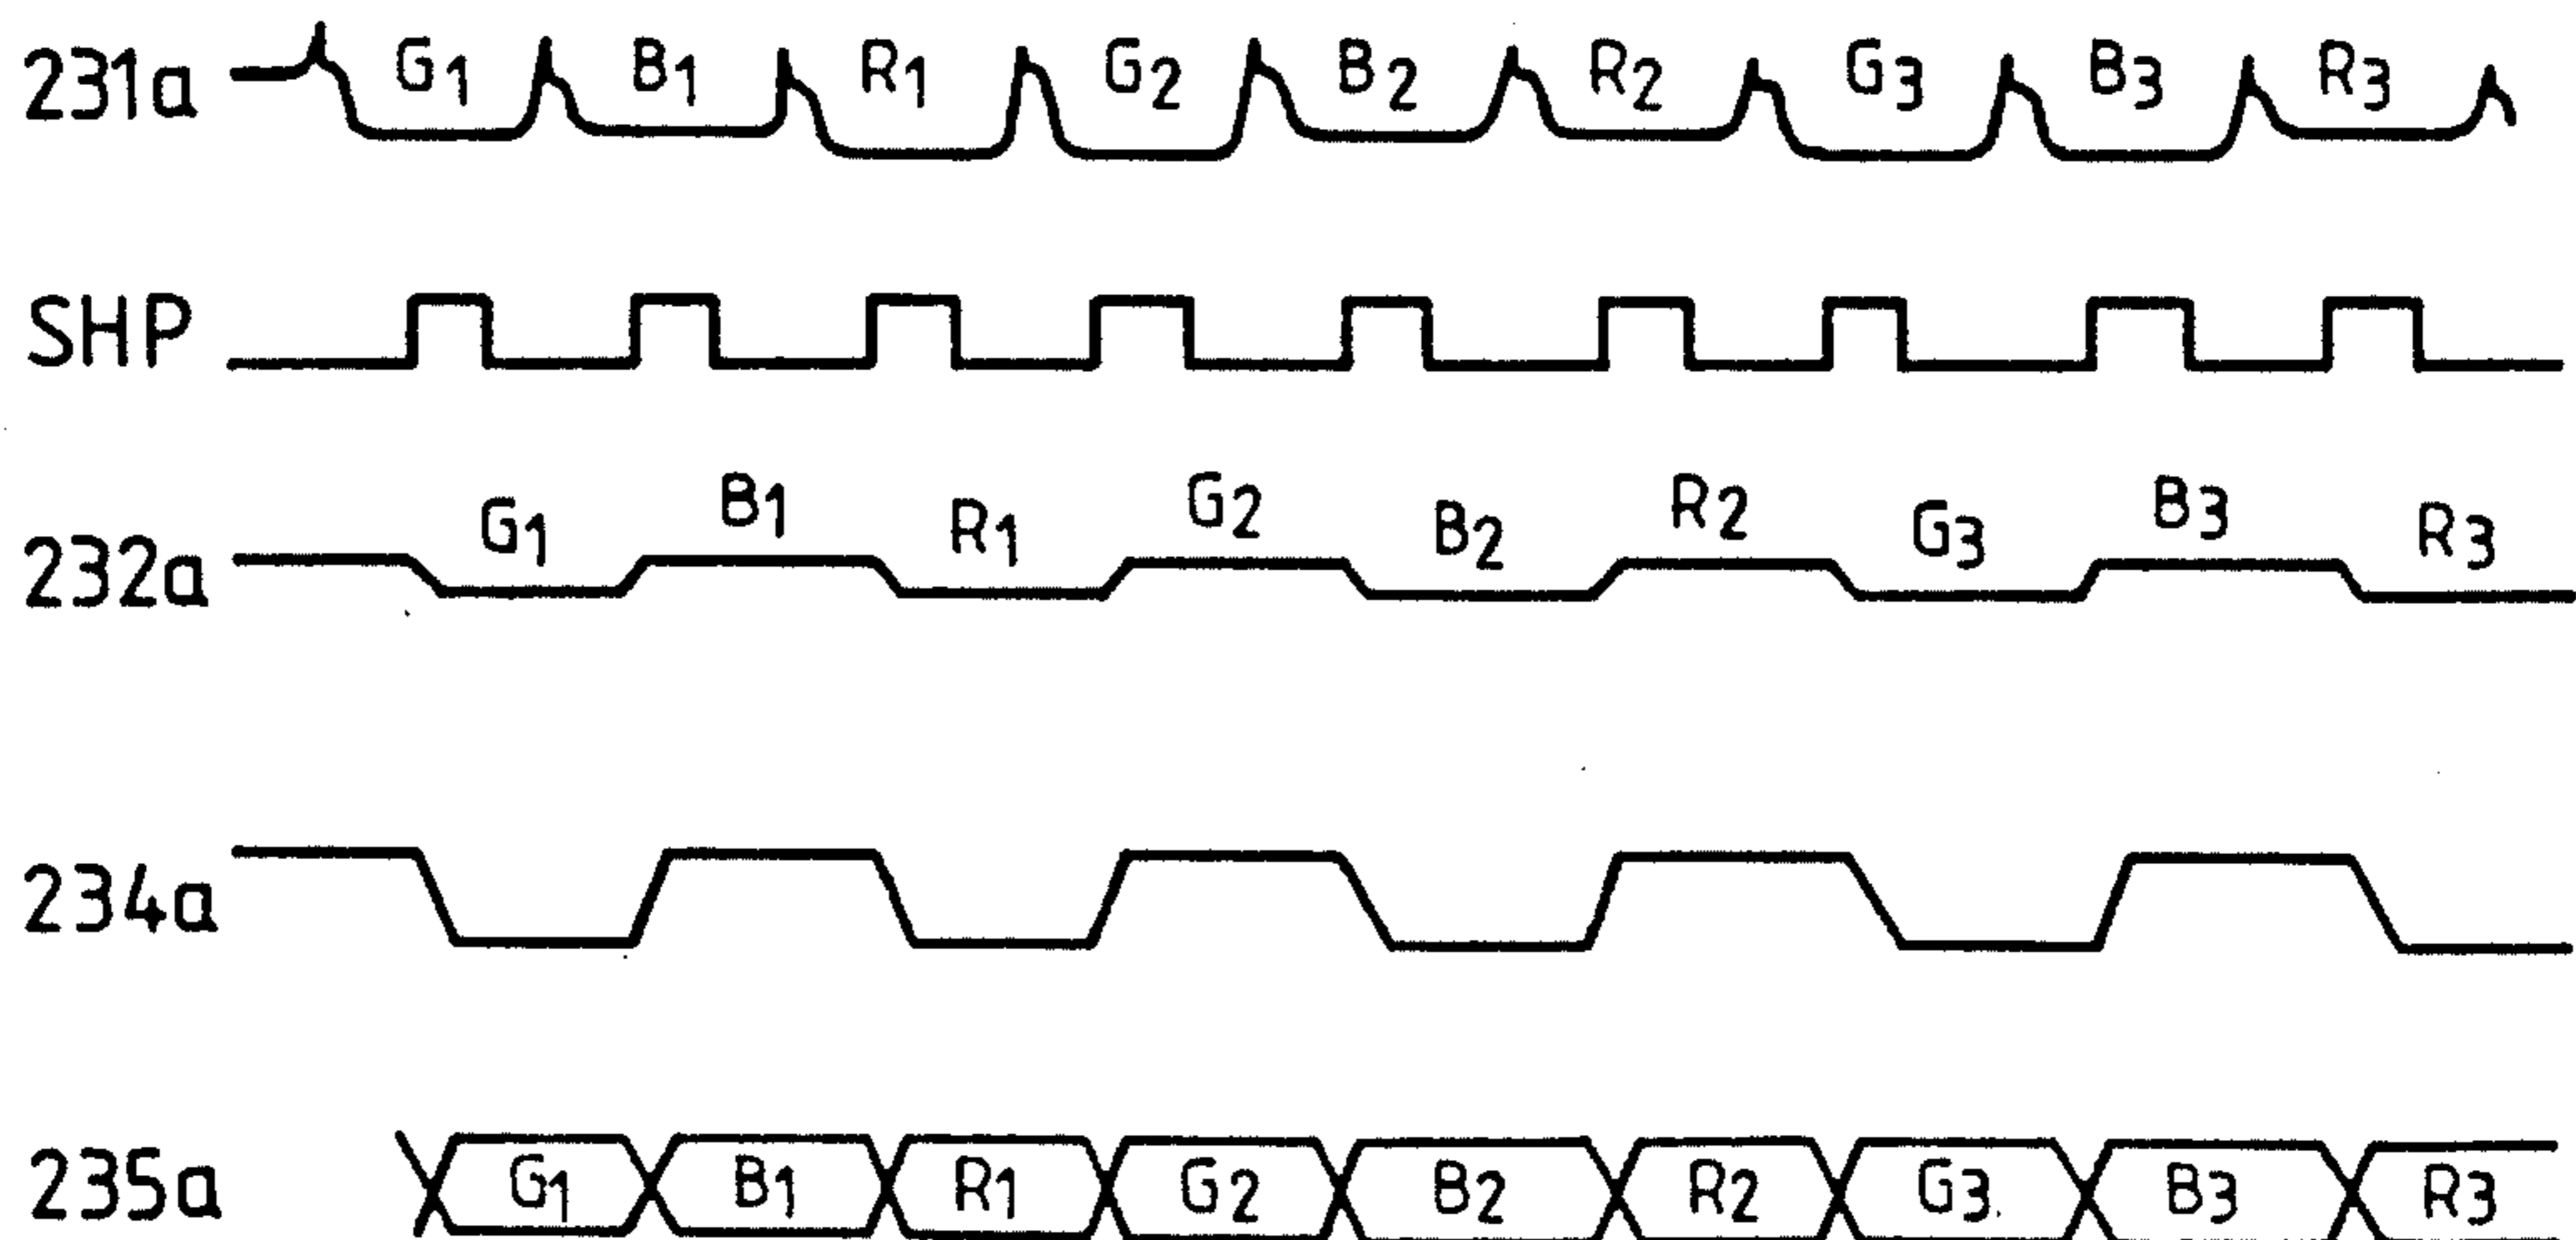 231a G1 B1 R1 G2 B2 R2 G3 B3 R3
SHP
232a G1 B1 R1 G2 B2 R2 G3 B3 R3
234a
235a G1 B1 R1 G2 B2 R2 G3 B3 R3